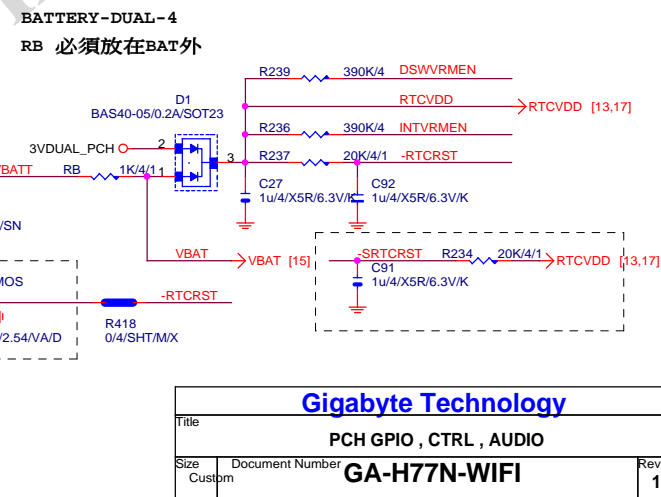 BATTERY-DUAL-4
RB 必須放在BAT外
R239 390K/4 DSWVRMEN
D1
BAS40-05/0.2A/SOT23
RTCVDD RTCVDD [13,17]
3VDUAL_PCH 2
R236 390K/4 INTVRMEN
3 R237 20K/4/1 -RTCRST
VBATT RB 1K/4/1 1
C27
1u/4/X5R/6.3V/K
C92
1u/4/X5R/6.3V/K
/SN
VBAT VBAT [15]
-SRTCRST R234 20K/4/1 RTCVDD [13,17]
C91
1u/4/X5R/6.3V/K
MOS
-RTCRST
/2.54/VA/D
R418
0/4/SHT/M/X
Gigabyte Technology
Title
PCH GPIO , CTRL , AUDIO
Size
Custom
Document Number
GA-H77N-WIFI
Rev
1